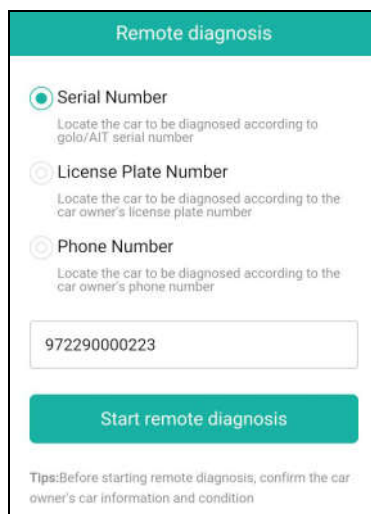 Remote diagnosis
Serial Number
Locate the car to be diagnosed according to
golo/AIT serial number
License Plate Number
Locate the car to be diagnosed according to the
car owner's license plate number
Phone Number
Locate the car to be diagnosed according to the
car owner's phone number
972290000223
Start remote diagnosis
Tips:Before starting remote diagnosis, confirm the car
owner's car information and condition